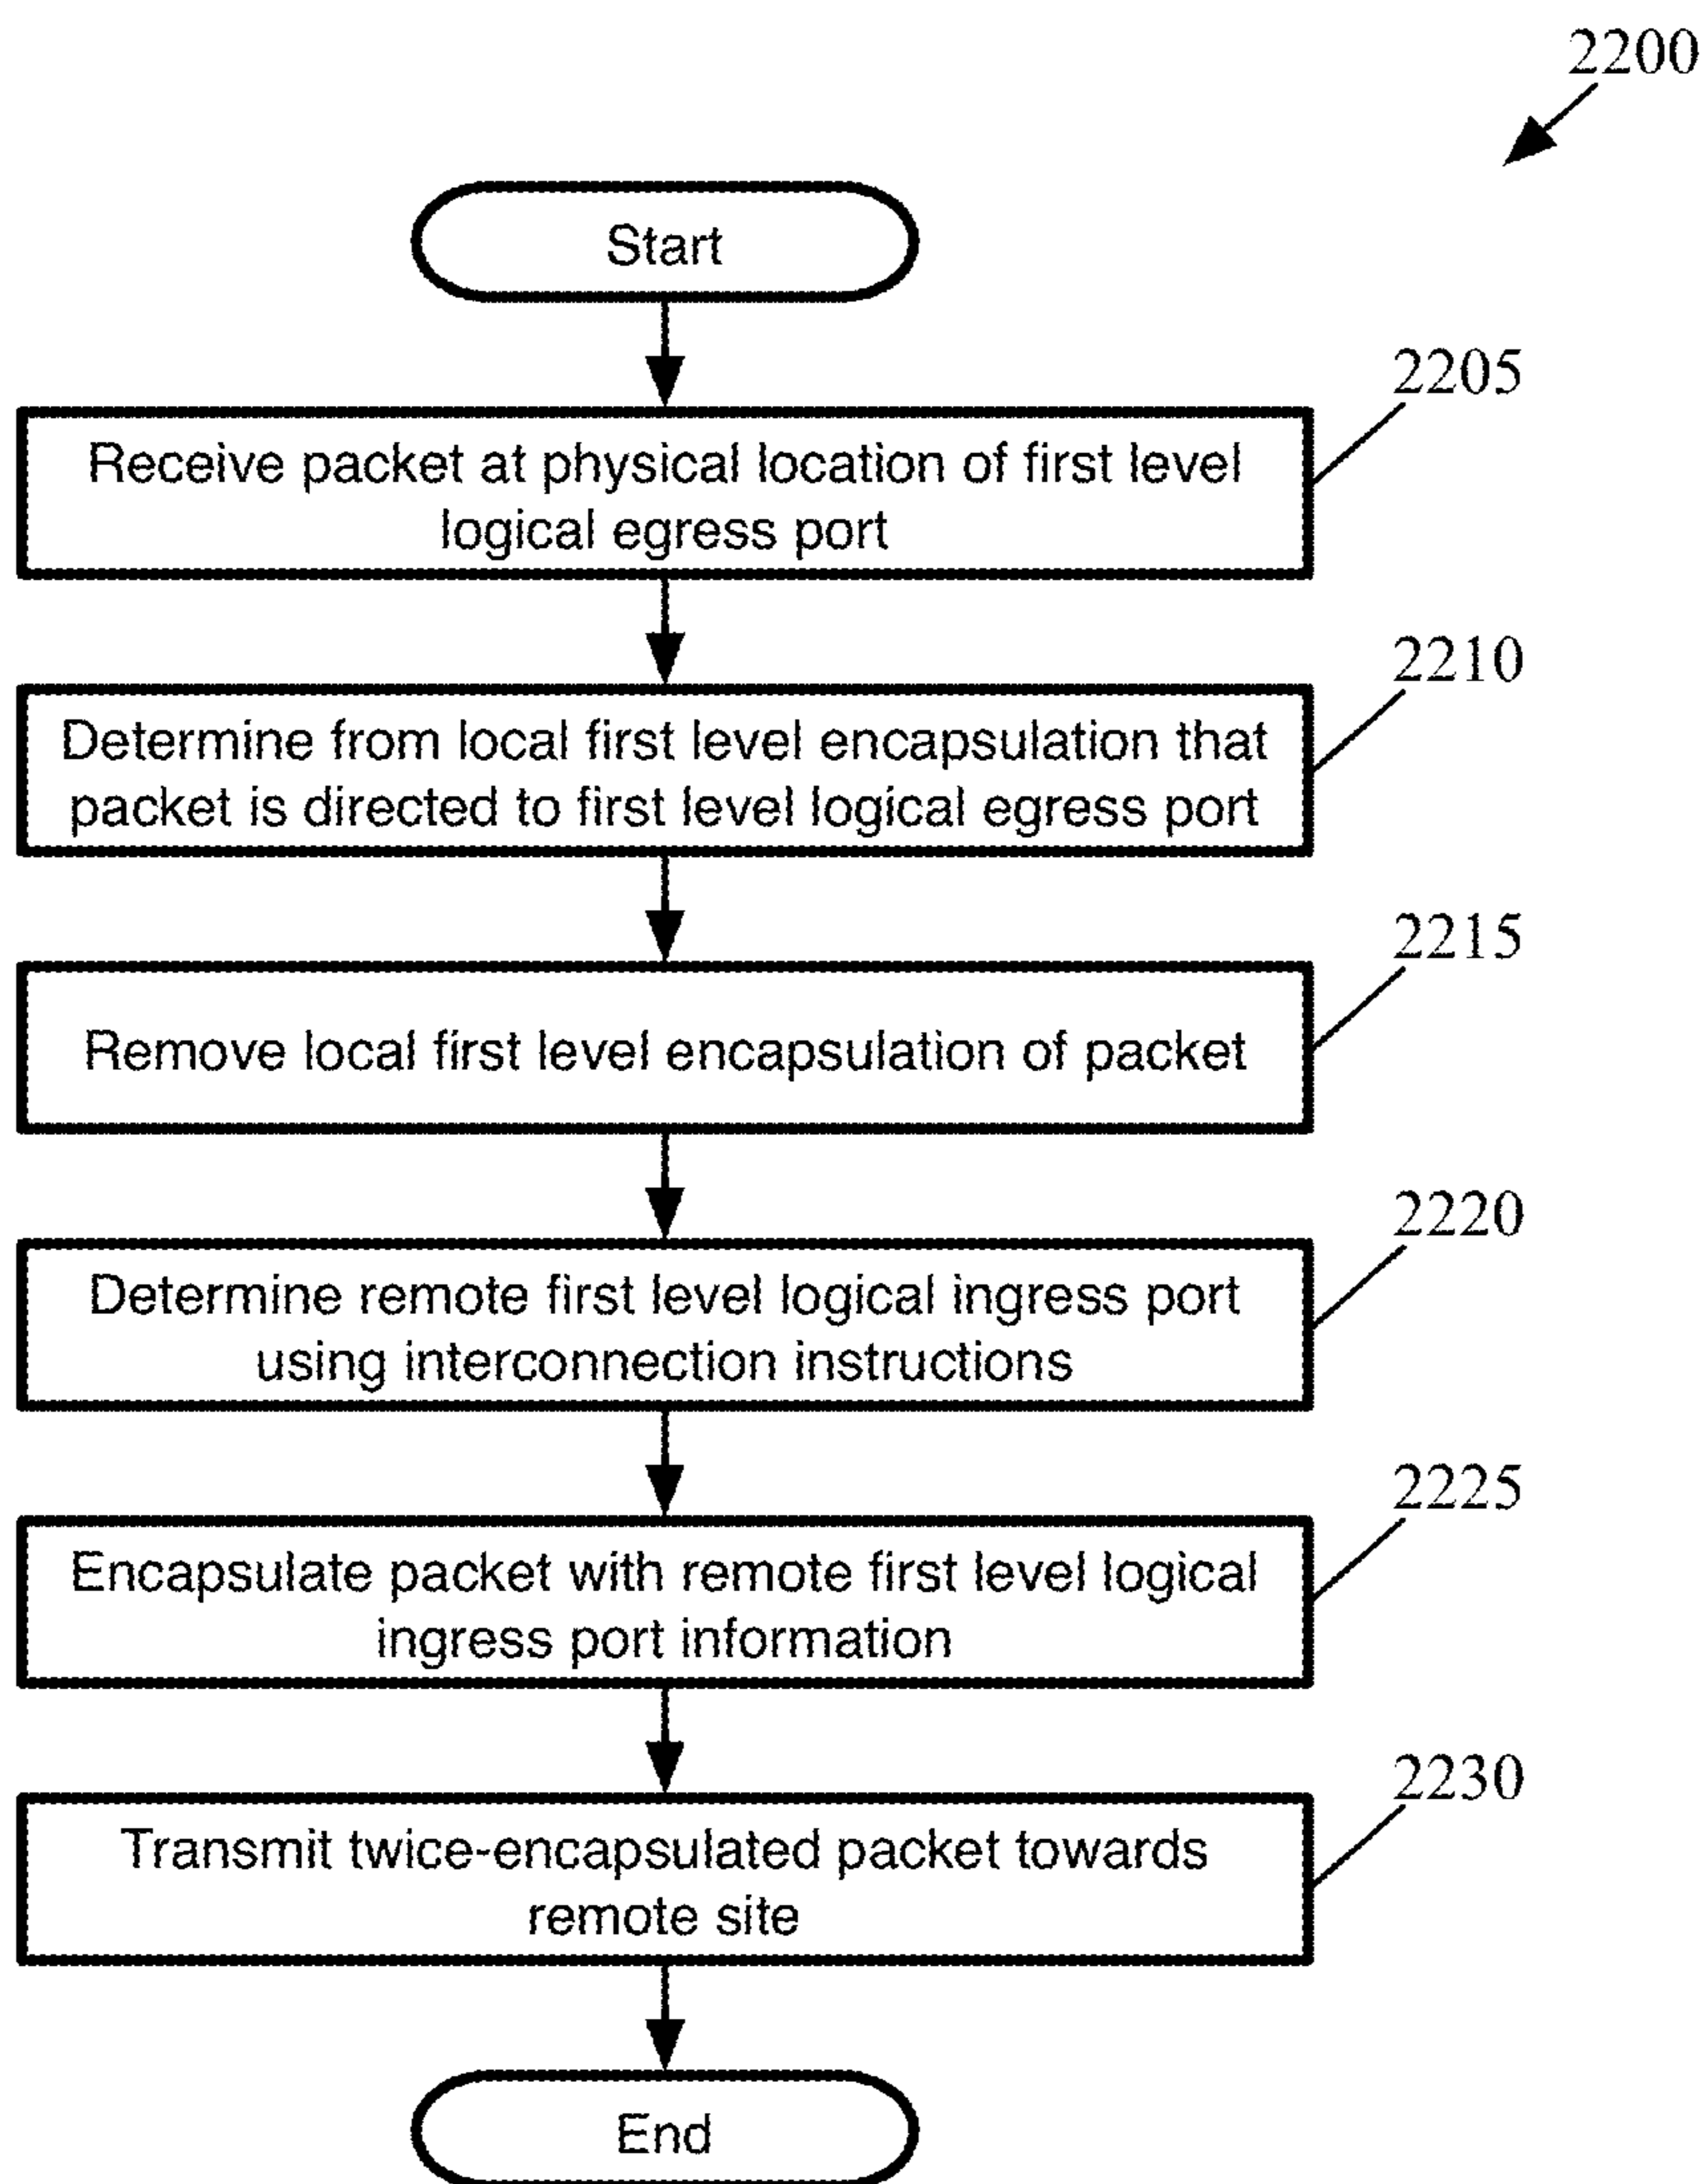 2200
Start
2205
Receive packet at physical location of first level
logical egress port
2210
Determine from local first level encapsulation that
packet is directed to first level logical egress port
2215
Remove local first level encapsulation of packet
2220
Determine remote first level logical ingress port
using interconnection instructions
2225
Encapsulate packet with remote first level logical
ingress port information
2230
Transmit twice-encapsulated packet towards
remote site
End